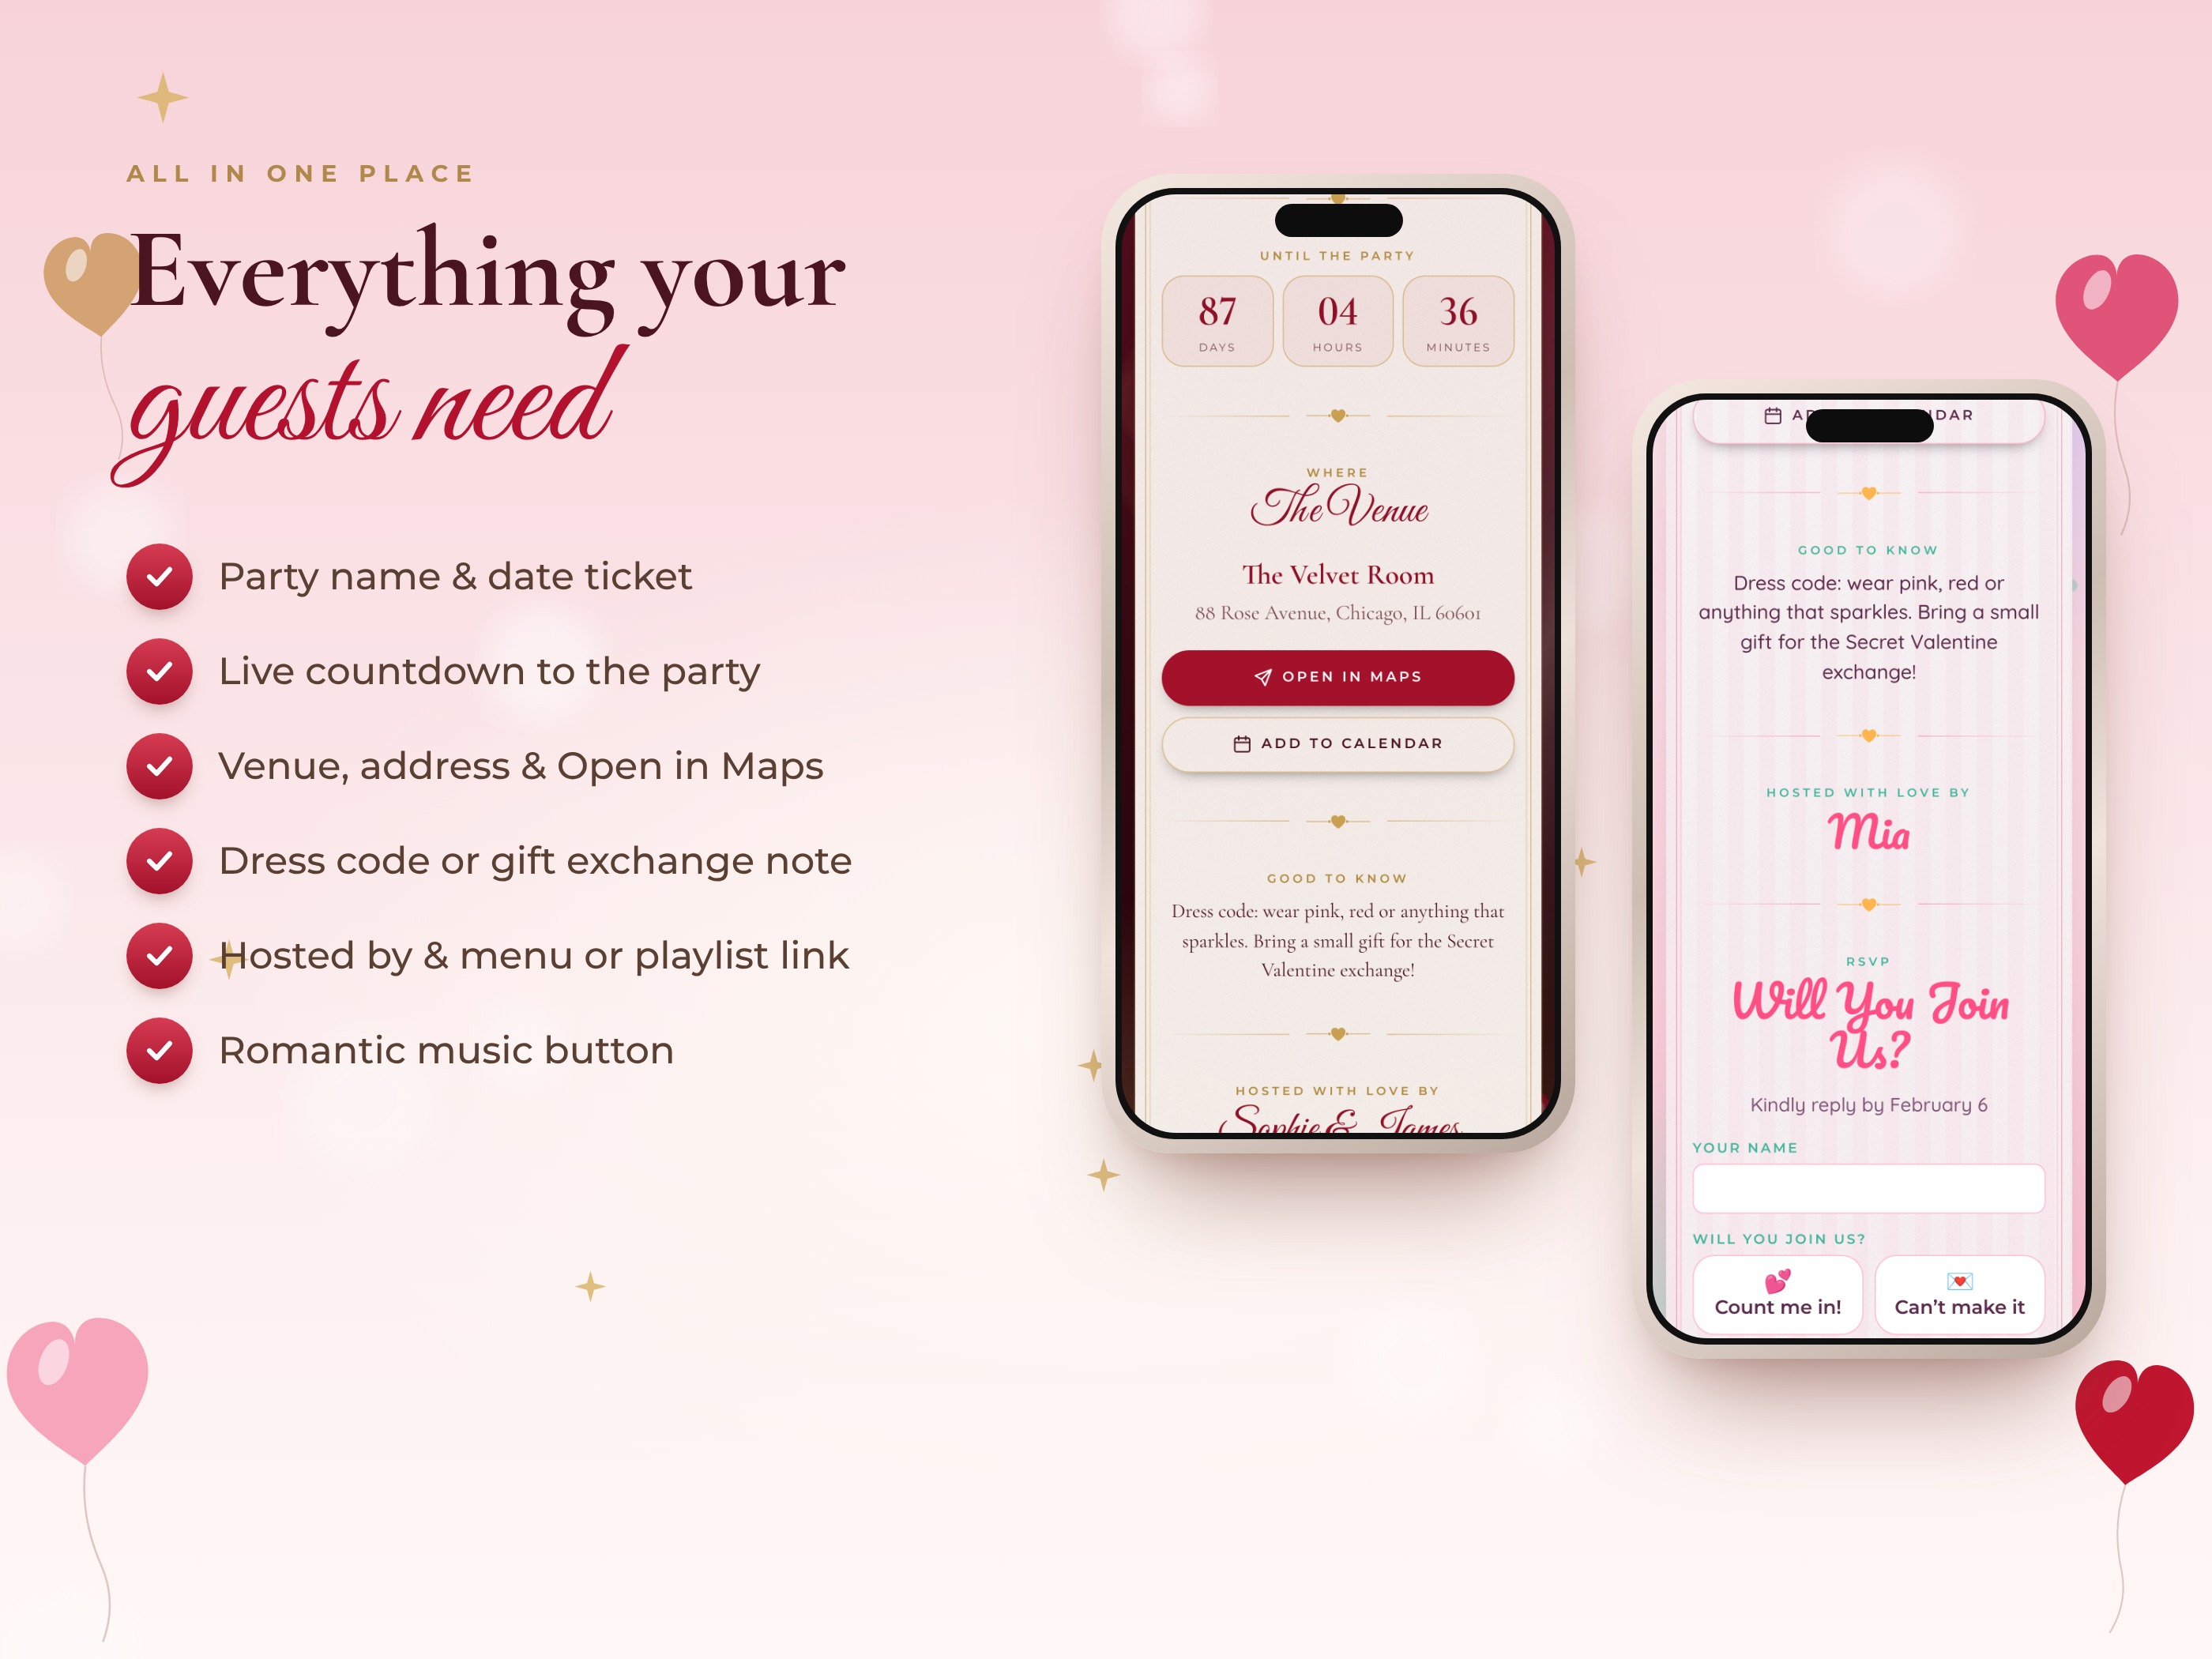 ALL IN ONE PLACE
Everything your
guests need
Party name & date ticket
Live countdown to the party
Venue, address & Open in Maps
Dress code or gift exchange note
Hosted by & menu or playlist link
Romantic music button
UNTIL THE PARTY
87 04 36
DAYS HOURS MINUTES
WHERE
The Venue
The Velvet Room
88 Rose Avenue, Chicago, IL 60601
OPEN IN MAPS
ADD TO CALENDAR
GOOD TO KNOW
Dress code: wear pink, red or anything that
sparkles. Bring a small gift for the Secret
Valentine exchange!
HOSTED WITH LOVE BY
Sophie & James
GOOD TO KNOW
Dress code: wear pink, red or
anything that sparkles. Bring a small
gift for the Secret Valentine
exchange!
HOSTED WITH LOVE BY
Mia
RSVP
Will You Join
Us?
Kindly reply by February 6
YOUR NAME
WILL YOU JOIN US?
Count me in! Can't make it